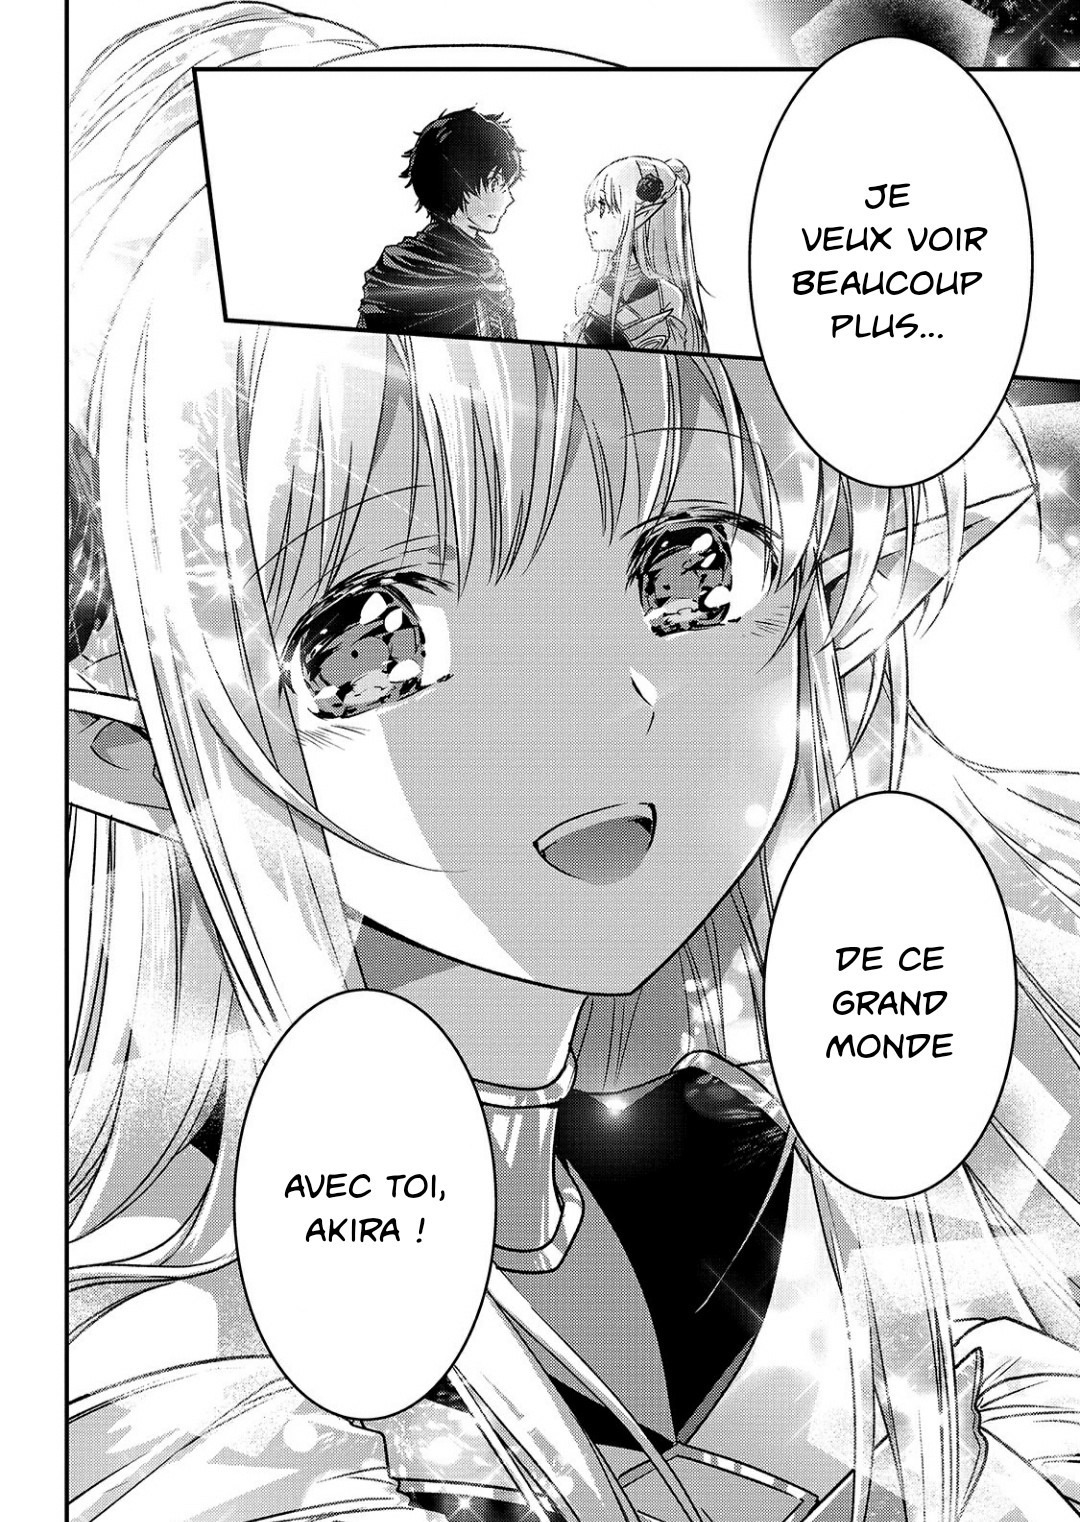 JE
VEUX VOIR
BEAUCOUP
PLUS...
DE CE
GRAND
MONDE
AVEC TOI,
AKIRA !